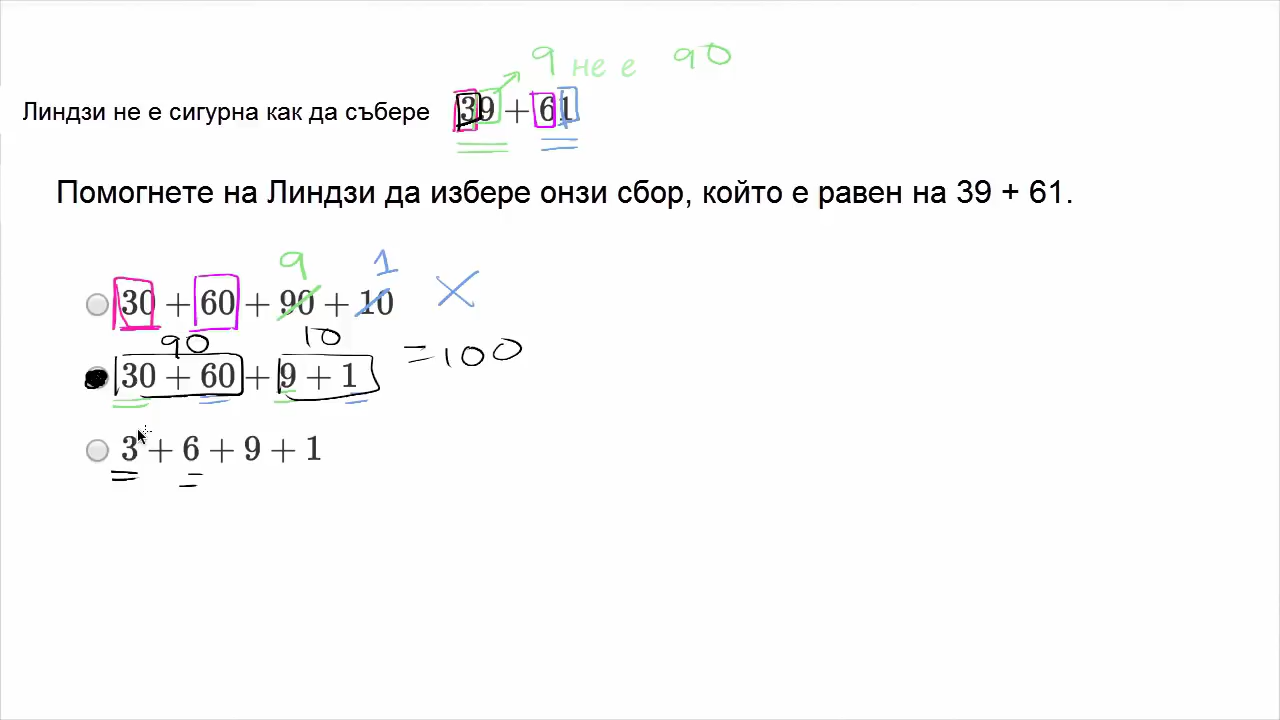 9 не е 90
Линдзи не е сигурна как да събере 39 + 61
Помогнете на Линдзи да избере онзи сбор, който е равен на 39 + 61.
9 1
30 + 60 + 90 + 10 X
90 10
30 + 60 + 9 + 1 = 100
3 + 6 + 9 + 1